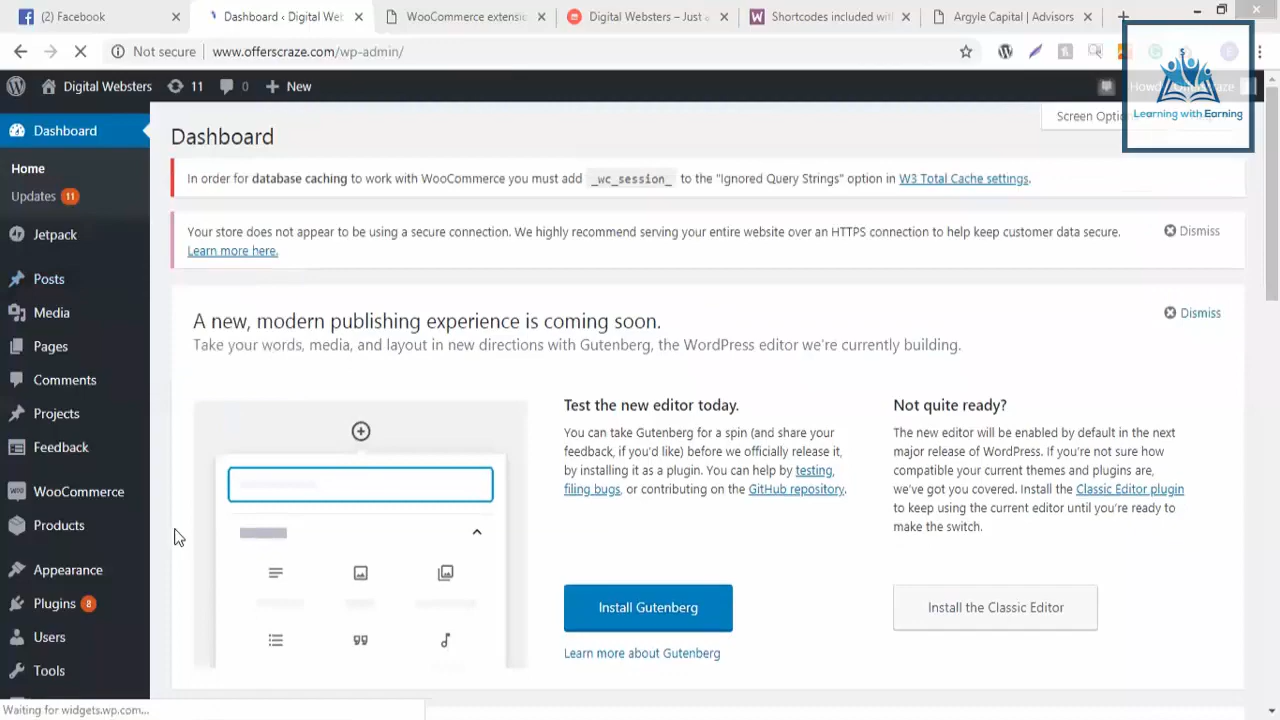 (2) Facebook
Dashboard ‹ Digital Web
WooCommerce extens
Digital Websters – Just
Shortcodes included wit
Argyle Capital | Advisors
Not secure
www.offerscraze.com/wp-admin/
Digital Websters
11
0
New
Howdy,
Dashboard
Home
Updates 11
Jetpack
Posts
Media
Pages
Comments
Projects
Feedback
WooCommerce
Products
Appearance
Plugins 8
Users
Tools
Screen Optio
$
Learning with Earning
Dashboard
In order for database caching to work with WooCommerce you must add _wc_session_ to the "Ignored Query Strings" option in W3 Total Cache settings.
Your store does not appear to be using a secure connection. We highly recommend serving your entire website over an HTTPS connection to help keep customer data secure.
Learn more here.
Dismiss
A new, modern publishing experience is coming soon.
Take your words, media, and layout in new directions with Gutenberg, the WordPress editor we're currently building.
Dismiss
Test the new editor today.
You can take Gutenberg for a spin (and share your
feedback, if you'd like) before we officially release it,
by installing it as a plugin. You can help by testing,
filing bugs, or contributing on the GitHub repository.
Install Gutenberg
Learn more about Gutenberg
Not quite ready?
The new editor will be enabled by default in the next
major release of WordPress. If you're not sure how
compatible your current themes and plugins are,
we've got you covered. Install the Classic Editor plugin
to keep using the current editor until you're ready to
make the switch.
Install the Classic Editor
Waiting for widgets.wp.com...